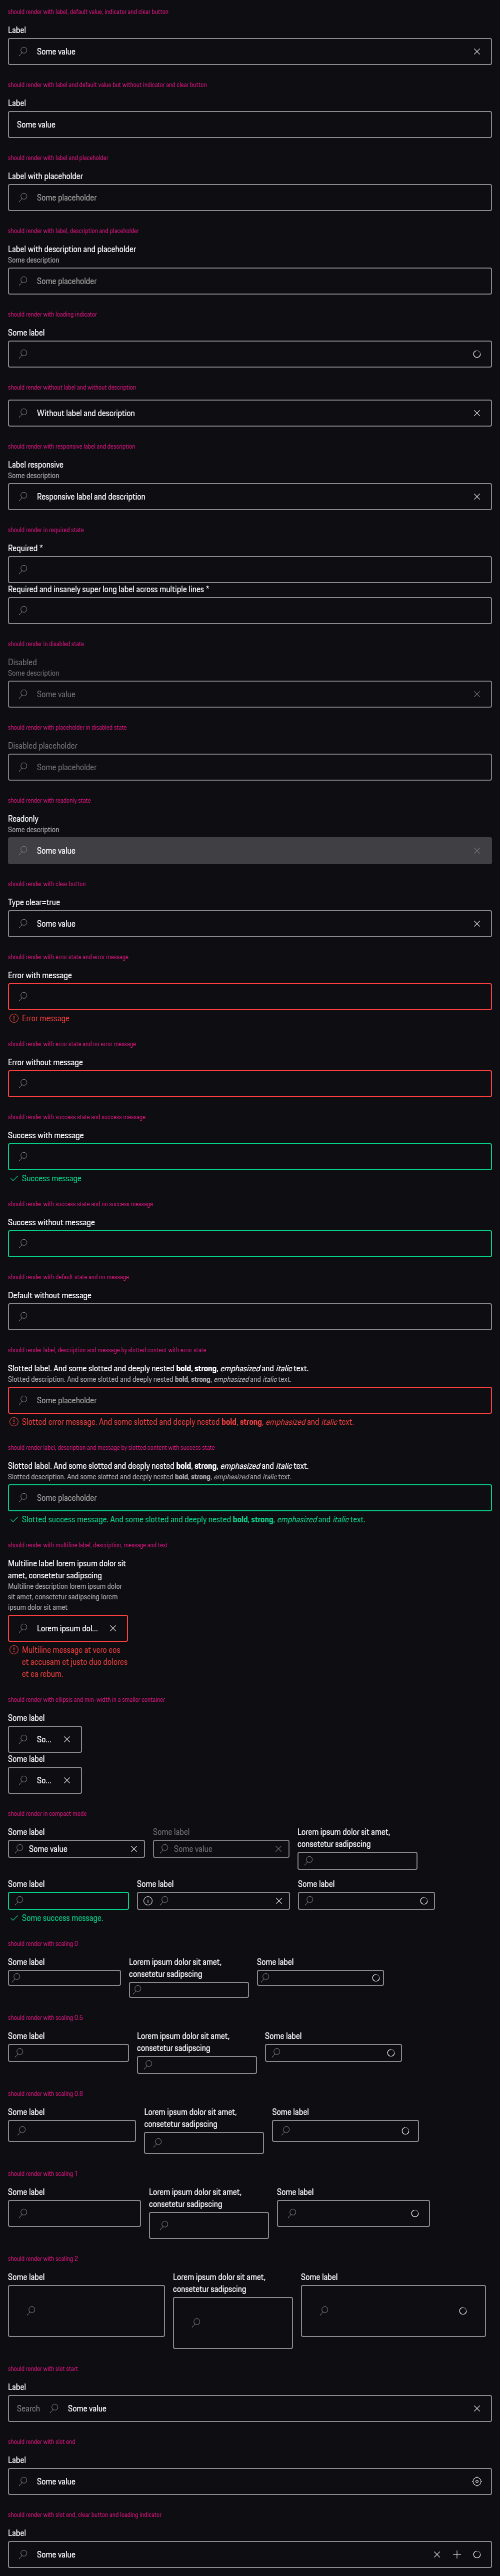 should render with label, default value, indicator and clear button
Label
Some value
should render with label and default value but without indicator and clear button
Label
Some value
should render with label and placeholder
Label with placeholder
Some placeholder
should render with label, description and placeholder
Label with description and placeholder
Some description
Some placeholder
should render with loading indicator
Some label
should render without label and without description
Without label and description
should render with responsive label and description
Label responsive
Some description
Responsive label and description
should render in required state
Required *
Required and insanely super long label across multiple lines *
should render in disabled state
Disabled
Some description
Some value
should render with placeholder in disabled state
Disabled placeholder
Some placeholder
should render with readonly state
Readonly
Some description
Some value
should render with clear button
Type clear=true
Some value
should render with error state and error message
Error with message
Error message
should render with error state and no error message
Error without message
should render with success state and success message
Success with message
Success message
should render with success state and no success message
Success without message
should render with default state and no message
Default without message
should render label, description and message by slotted content with error state
Slotted label. And some slotted and deeply nested bold, strong, emphasized and italic text.
Slotted description. And some slotted and deeply nested bold, strong, emphasized and italic text.
Some placeholder
Slotted error message. And some slotted and deeply nested bold, strong, emphasized and italic text.
should render label, description and message by slotted content with success state
Slotted label. And some slotted and deeply nested bold, strong, emphasized and italic text.
Slotted description. And some slotted and deeply nested bold, strong, emphasized and italic text.
Some placeholder
Slotted success message. And some slotted and deeply nested bold, strong, emphasized and italic text.
should render with multiline label, description, message and text
Multiline label lorem ipsum dolor sit
amet, consetetur sadipscing
Multiline description lorem ipsum dolor
sit amet, consetetur sadipscing lorem
ipsum dolor sit amet
Lorem ipsum dol...
Multiline message at vero eos
et accusam et justo duo dolores
et ea rebum.
should render with ellipsis and min-width in a smaller container
Some label
So...
Some label
So...
should render in compact mode
Some label
Some value
Some label
Some value
Lorem ipsum dolor sit amet,
consetetur sadipscing
Some label
Some success message.
Some label
Some label
should render with scaling 0
Some label
Lorem ipsum dolor sit amet,
consetetur sadipscing
Some label
should render with scaling 0.5
Some label
Lorem ipsum dolor sit amet,
consetetur sadipscing
Some label
should render with scaling 0.8
Some label
Lorem ipsum dolor sit amet,
consetetur sadipscing
Some label
should render with scaling 1
Some label
Lorem ipsum dolor sit amet,
consetetur sadipscing
Some label
should render with scaling 2
Some label
Lorem ipsum dolor sit amet,
consetetur sadipscing
Some label
should render with slot start
Label
Search Some value
should render with slot end
Label
Some value
should render with slot end, clear button and loading indicator
Label
Some value